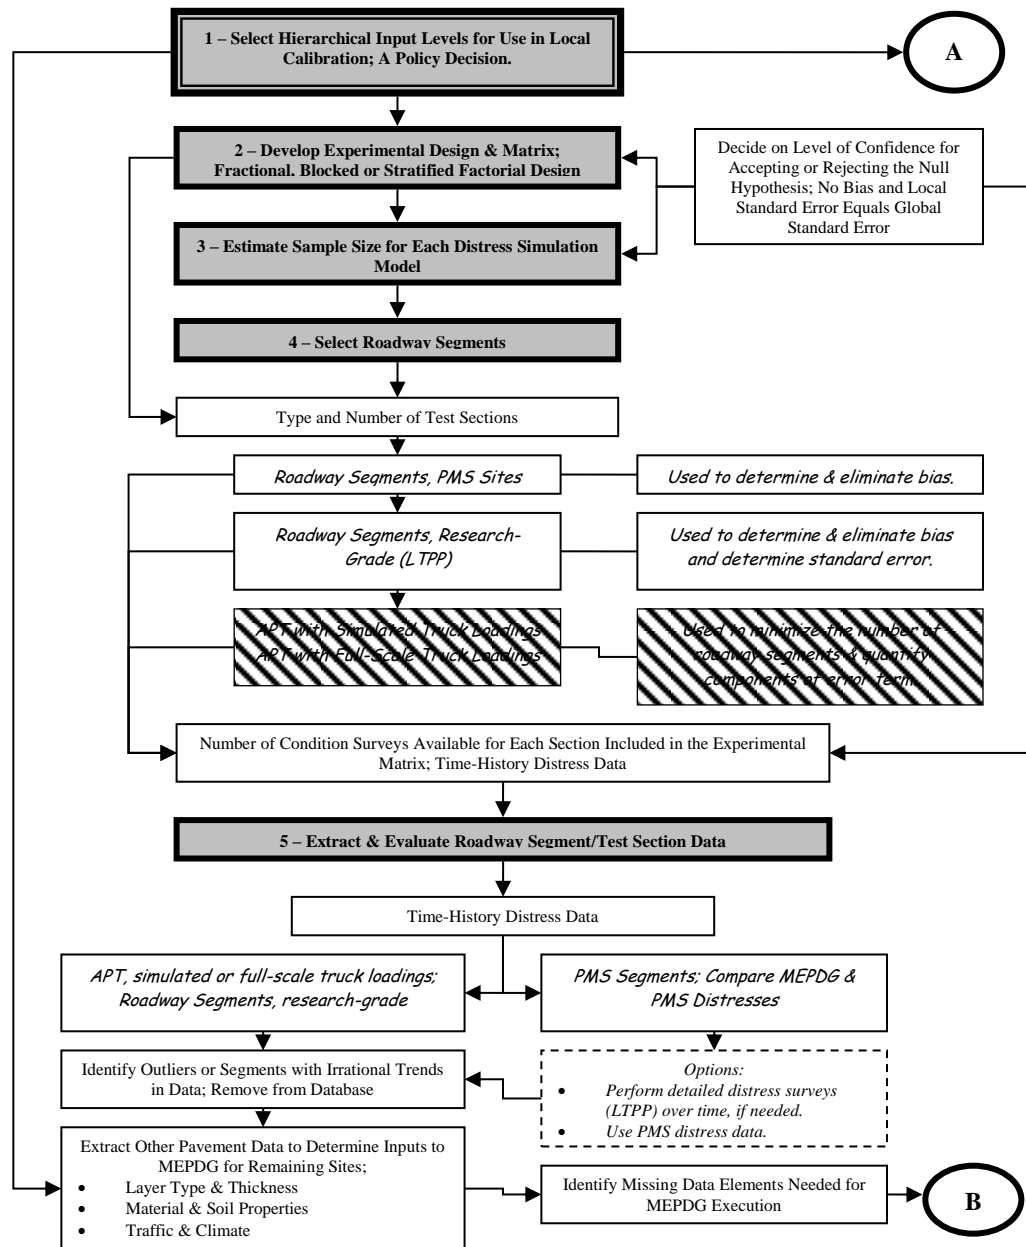 1 – Select Hierarchical Input Levels for Use in Local
Calibration; A Policy Decision.
A
2 – Develop Experimental Design & Matrix;
Fractional, Blocked or Stratified Factorial Design
Decide on Level of Confidence for
Accepting or Rejecting the Null
Hypothesis; No Bias and Local
Standard Error Equals Global
Standard Error
3 – Estimate Sample Size for Each Distress Simulation
Model
4 – Select Roadway Segments
Type and Number of Test Sections
Roadway Segments, PMS Sites
Used to determine & eliminate bias.
Roadway Segments, Research-
Grade (LTPP)
Used to determine & eliminate bias
and determine standard error.
APT with Simulated Truck Loadings
APT with Full-Scale Truck Loadings
Used to minimize the number of
roadway segments & quantify
components of error term.
Number of Condition Surveys Available for Each Section Included in the Experimental
Matrix; Time-History Distress Data
5 – Extract & Evaluate Roadway Segment/Test Section Data
Time-History Distress Data
APT, simulated or full-scale truck loadings;
Roadway Segments, research-grade
PMS Segments; Compare MEPDG &
PMS Distresses
Identify Outliers or Segments with Irrational Trends
in Data; Remove from Database
Options:
• Perform detailed distress surveys
(LTPP) over time, if needed.
• Use PMS distress data.
Extract Other Pavement Data to Determine Inputs to
MEPDG for Remaining Sites;
• Layer Type & Thickness
• Material & Soil Properties
• Traffic & Climate
Identify Missing Data Elements Needed for
MEPDG Execution
B